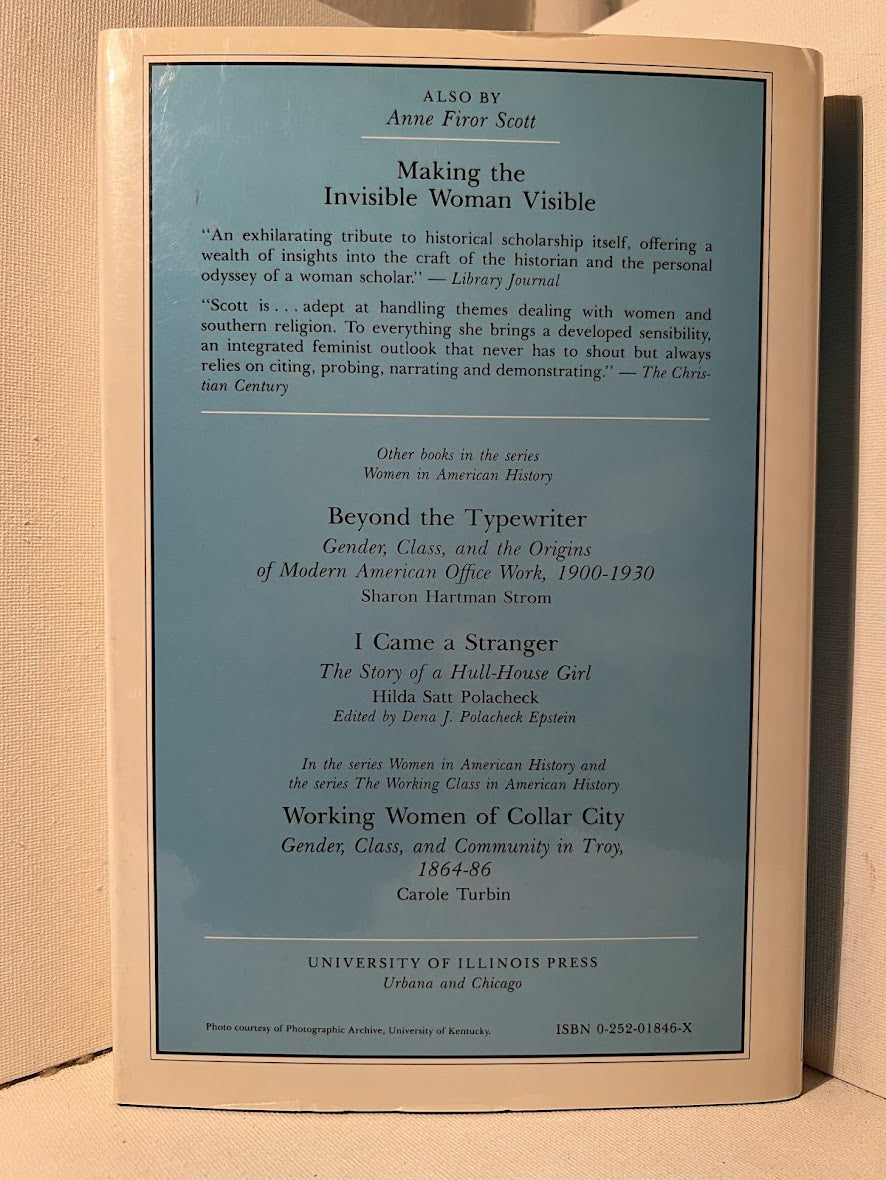 ALSO BY
Anne Firor Scott
Making the
Invisible Woman Visible
“An exhilarating tribute to historical scholarship itself, offering a
wealth of insights into the craft of the historian and the personal
odyssey of a woman scholar.” — Library Journal
“Scott is . . . adept at handling themes dealing with women and
southern religion. To everything she brings a developed sensibility,
an integrated feminist outlook that never has to shout but always
relies on citing, probing, narrating and demonstrating.” — The Chris-
tian Century
Other books in the series
Women in American History
Beyond the Typewriter
Gender, Class, and the Origins
of Modern American Office Work, 1900-1930
Sharon Hartman Strom
I Came a Stranger
The Story of a Hull-House Girl
Hilda Satt Polacheck
Edited by Dena J. Polacheck Epstein
In the series Women in American History and
the series The Working Class in American History
Working Women of Collar City
Gender, Class, and Community in Troy,
1864-86
Carole Turbin
UNIVERSITY OF ILLINOIS PRESS
Urbana and Chicago
Photo courtesy of Photographic Archive, University of Kentucky. ISBN 0-252-01846-X